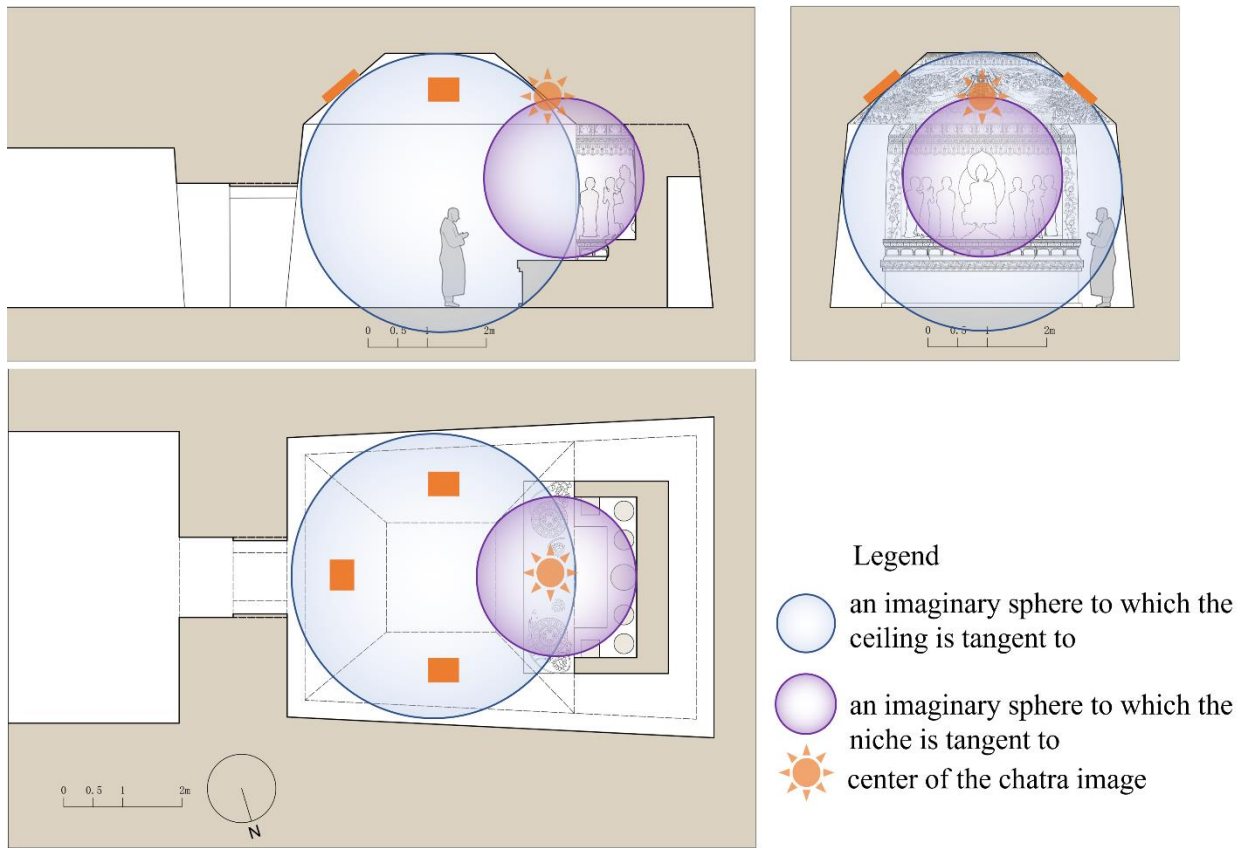 0 0.5 1 2m
0 0.5 1 2m
0 0.5 1 2m
N
Legend
an imaginary sphere to which the
ceiling is tangent to
an imaginary sphere to which the
niche is tangent to
center of the chatra image